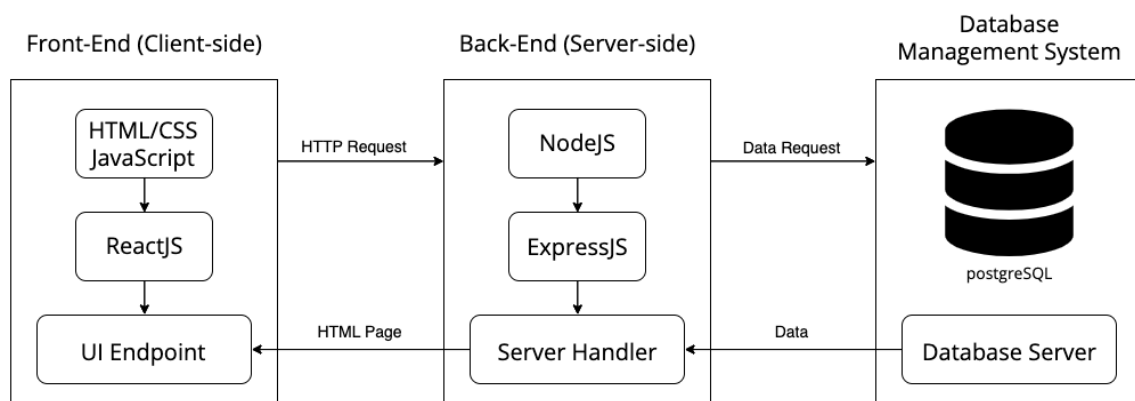 Front-End (Client-side)
Back-End (Server-side)
Database
Management System
HTML/CSS
JavaScript
HTTP Request
NodeJS
Data Request
ReactJS
ExpressJS
postgreSQL
UI Endpoint
HTML Page
Server Handler
Data
Database Server